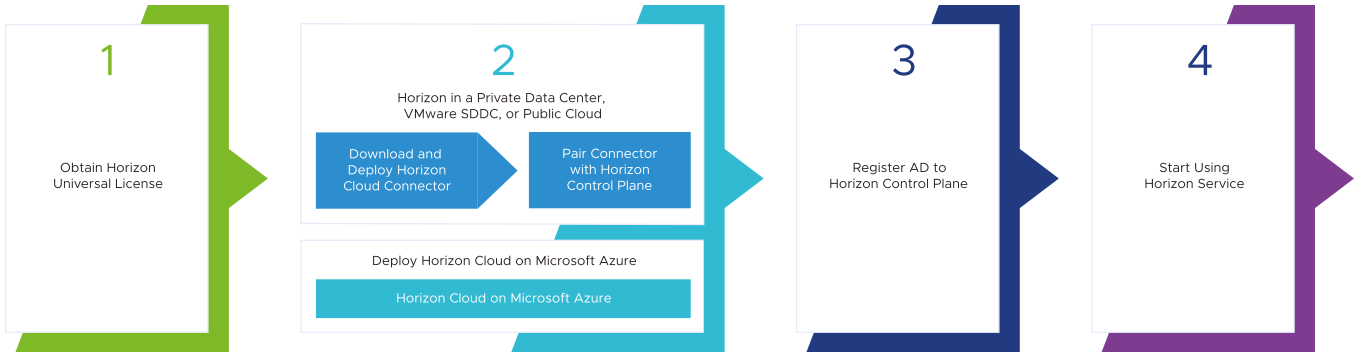 1
Obtain Horizon
Universal License
2
Horizon in a Private Data Center,
VMware SDDC, or Public Cloud
Download and
Deploy Horizon
Cloud Connector
Pair Connector
with Horizon
Control Plane
Deploy Horizon Cloud on Microsoft Azure
Horizon Cloud on Microsoft Azure
3
Register AD to
Horizon Control Plane
4
Start Using
Horizon Service